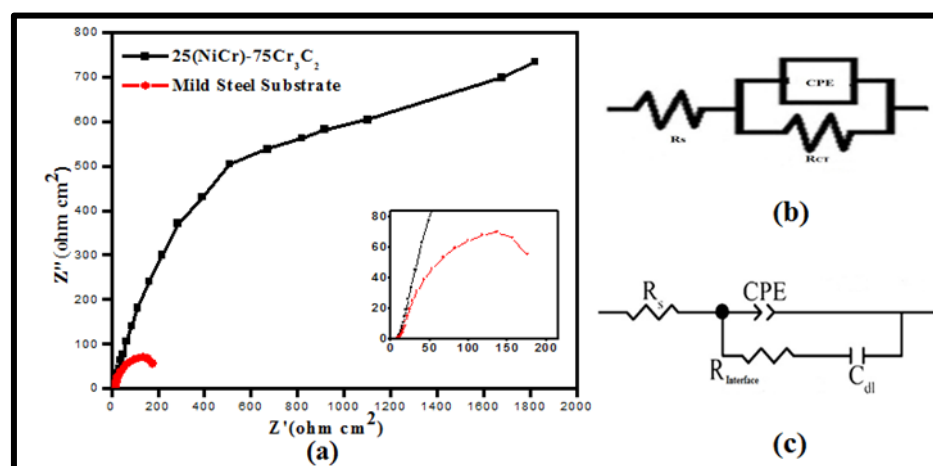 800
700
600
500
400
300
200
100
0
Z"(ohm cm²)
25(NiCr)-75Cr₃C₂
Mild Steel Substrate
80
60
40
20
0
0 50 100 150 200
0 200 400 600 800 1000 1200 1400 1600 1800 2000
Z'(ohm cm²)
(a)
CPE
Rs
RCT
(b)
Rs
CPE
RInterface
Cdl
(c)